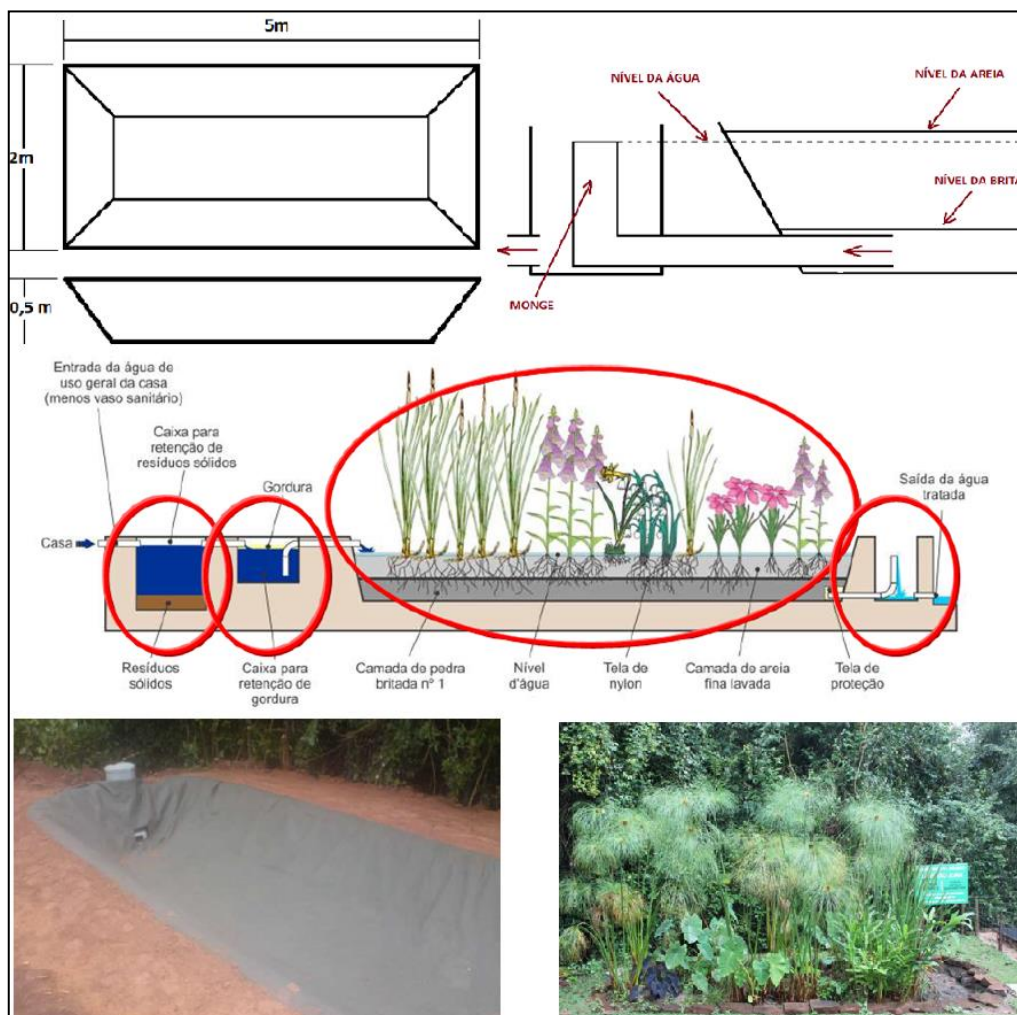 5m
2m
0,5 m
NÍVEL DA ÁGUA
NÍVEL DA AREIA
NÍVEL DA BRITA
MONGE
Entrada da água de
uso geral da casa
(menos vaso sanitário)
Caixa para
retenção de
resíduos sólidos
Gordura
Saída da água
tratada
Casa
Resíduos
sólidos
Caixa para
retenção de
gordura
Camada de pedra
britada nº 1
Nível
d'água
Tela de
nylon
Camada de areia
fina lavada
Tela de
proteção